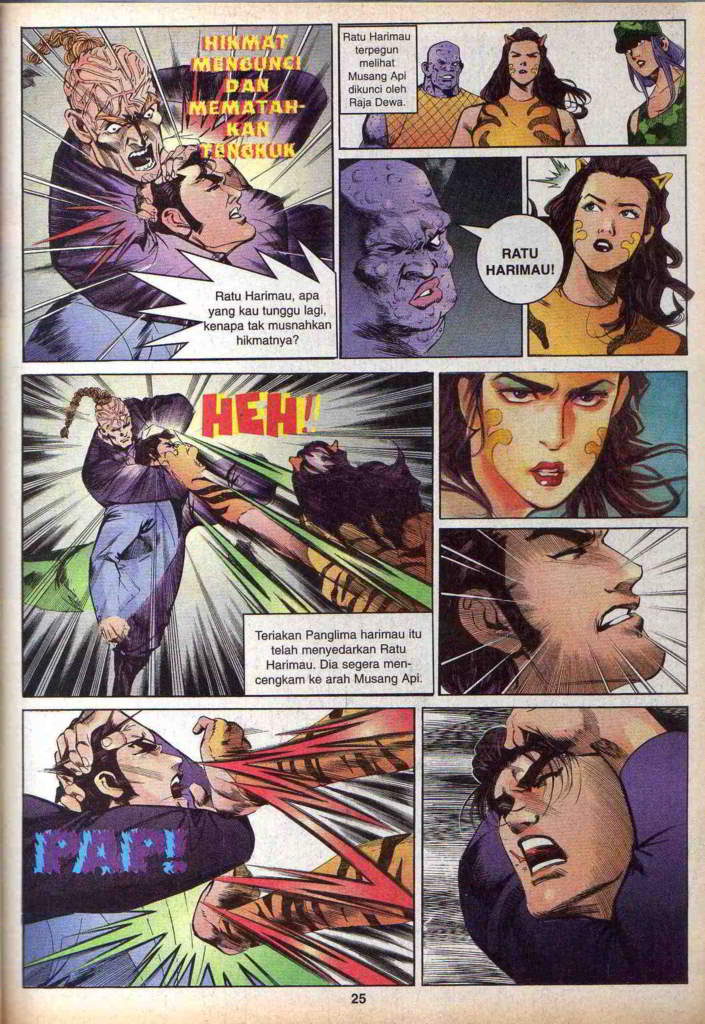 HIKMAT
MENGUNCI
DAN
MEMATAH-
KAN
TENGKUK
Ratu Harimau, apa
yang kau tunggu lagi,
kenapa tak musnahkan
hikmatnya?
Ratu Harimau
terpegun
melihat
Musang Api
dikunci oleh
Raja Dewa.
RATU
HARIMAU!
HEH!!
Teriakan Panglima harimau itu
telah menyedarkan Ratu
Harimau. Dia segera men-
cengkam ke arah Musang Api.
PAP!
25